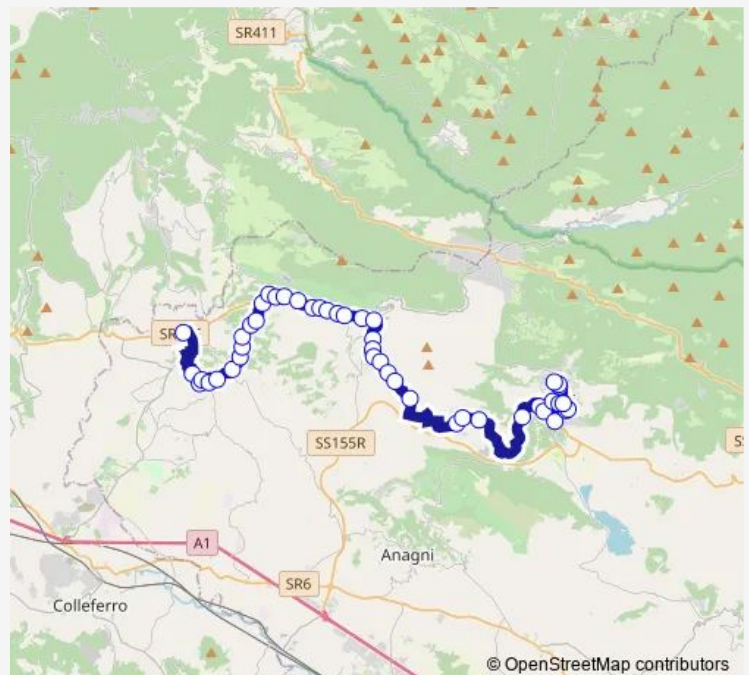 SR411
SS155R
A1
Anagni
SR6
Colleferro
© OpenStreetMap contributors